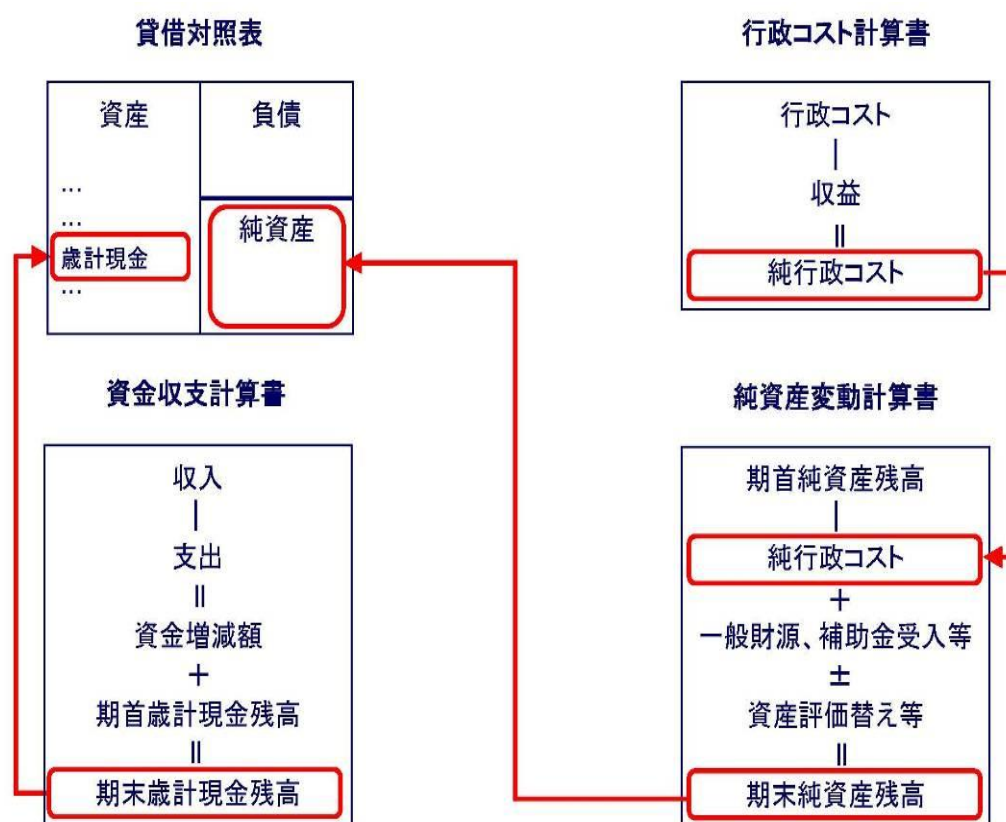 貸借対照表
資産
負債
…
…
歳計現金
…
純資産
行政コスト計算書
行政コスト
｜
収益
||
純行政コスト
資金収支計算書
収入
｜
支出
||
資金増減額
＋
期首歳計現金残高
||
期末歳計現金残高
純資産変動計算書
期首純資産残高
｜
純行政コスト
＋
一般財源、補助金受入等
±
資産評価替え等
||
期末純資産残高